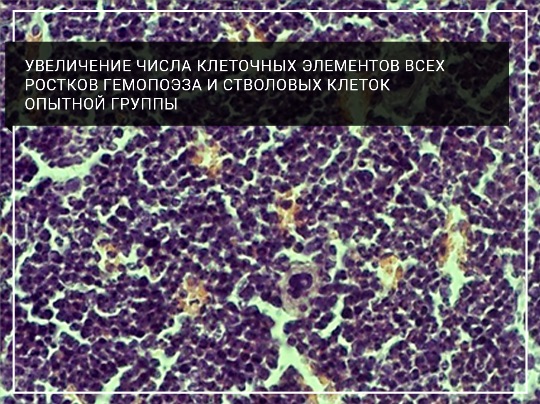 УВЕЛИЧЕНИЕ ЧИСЛА КЛЕТОЧНЫХ ЭЛЕМЕНТОВ ВСЕХ
РОСТКОВ ГЕМОПОЭЗА И СТВОЛОВЫХ КЛЕТОК
ОПЫТНОЙ ГРУППЫ